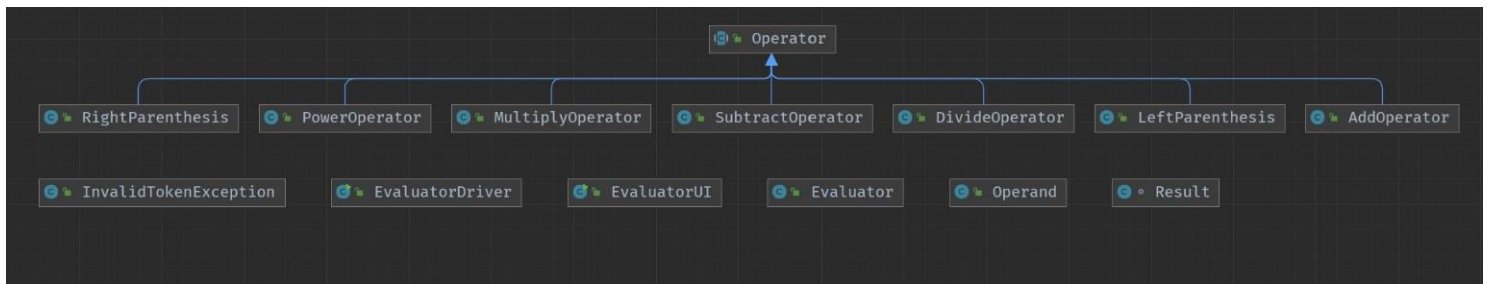 Operator
RightParenthesis PowerOperator MultiplyOperator SubtractOperator DivideOperator LeftParenthesis AddOperator
InvalidTokenException EvaluatorDriver EvaluatorUI Evaluator Operand Result